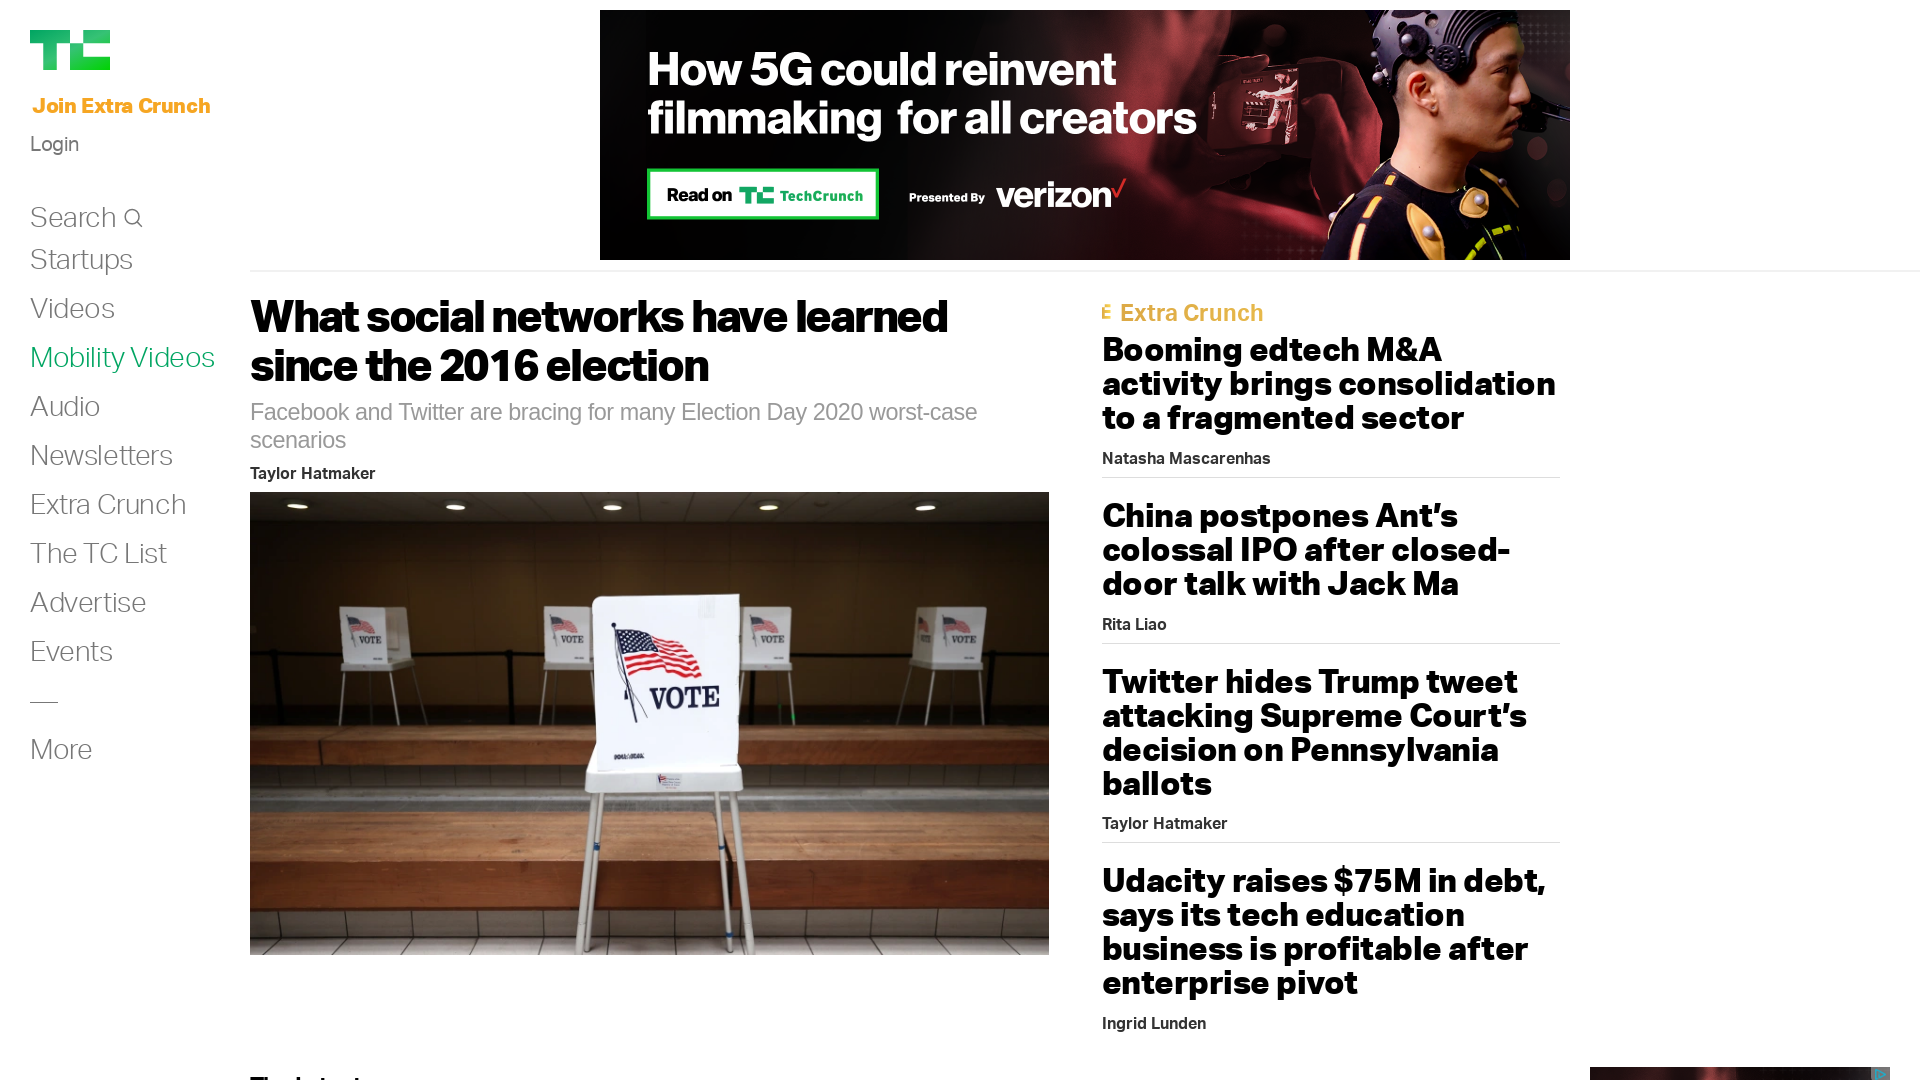 TC
Join Extra Crunch
Login
Search
Startups
Videos
Mobility Videos
Audio
Newsletters
Extra Crunch
The TC List
Advertise
Events
—
More
How 5G could reinvent
filmmaking for all creators
Read on TC TechCrunch
Presented By verizon
What social networks have learned
since the 2016 election
Facebook and Twitter are bracing for many Election Day 2020 worst-case
scenarios
Taylor Hatmaker
VOTE
VOTE
VOTE
VOTE
VOTE
Extra Crunch
Booming edtech M&A
activity brings consolidation
to a fragmented sector
Natasha Mascarenhas
China postpones Ant’s
colossal IPO after closed-
door talk with Jack Ma
Rita Liao
Twitter hides Trump tweet
attacking Supreme Court’s
decision on Pennsylvania
ballots
Taylor Hatmaker
Udacity raises $75M in debt,
says its tech education
business is profitable after
enterprise pivot
Ingrid Lunden